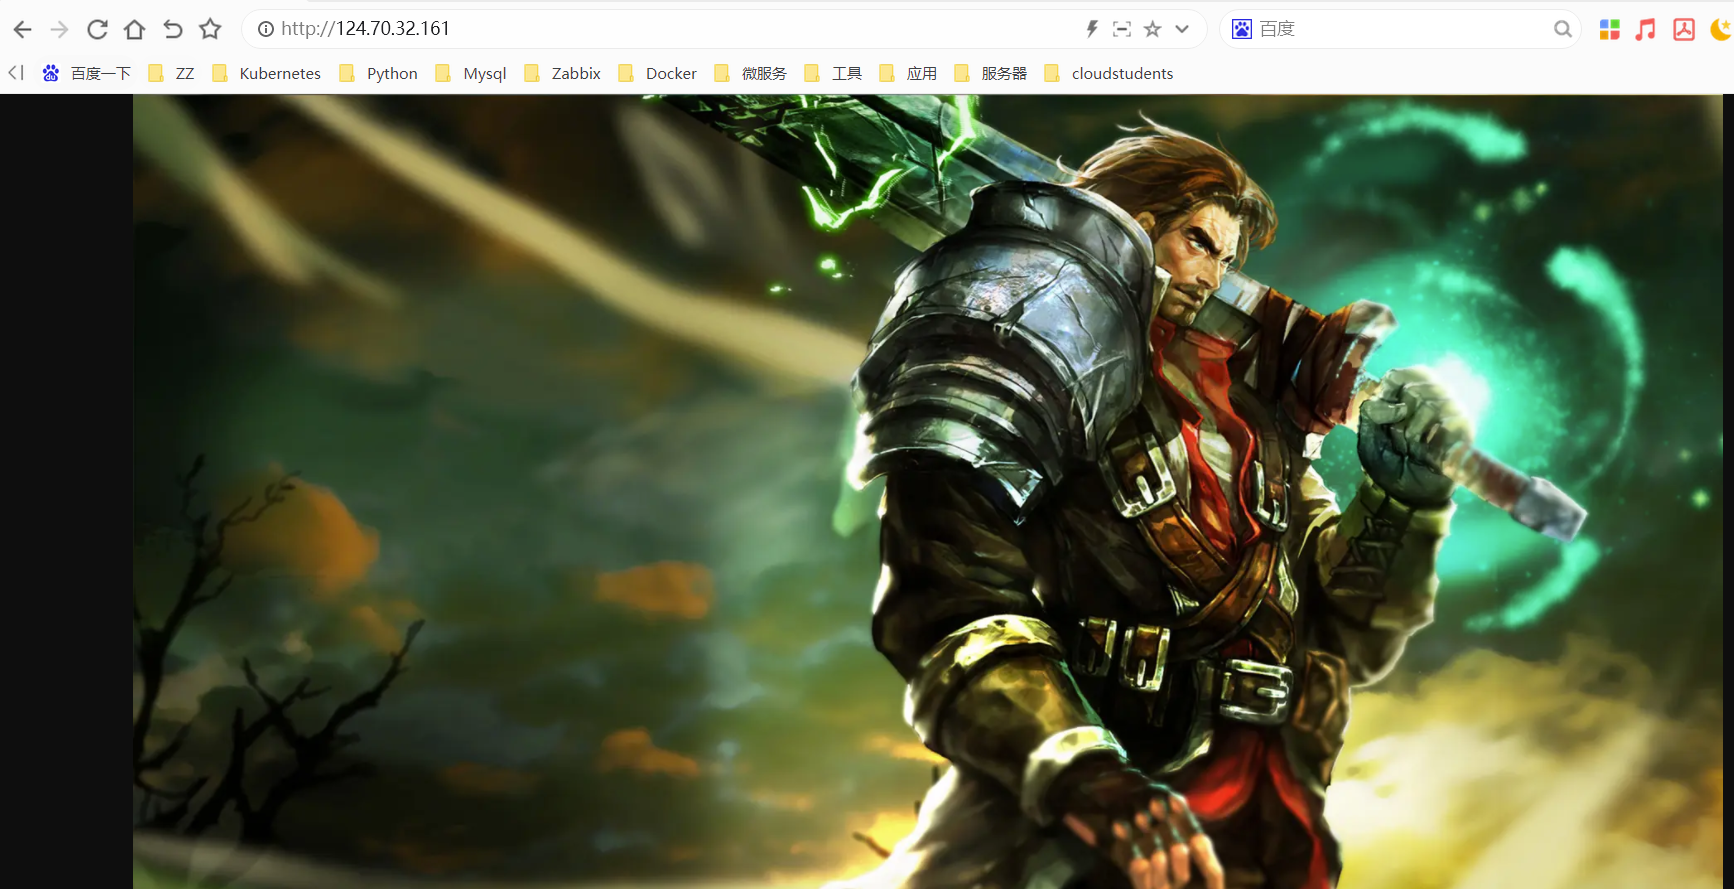 http://124.70.32.161
百度
百度一下 ZZ Kubernetes Python Mysql Zabbix Docker 微服务 工具 应用 服务器 cloudstudents